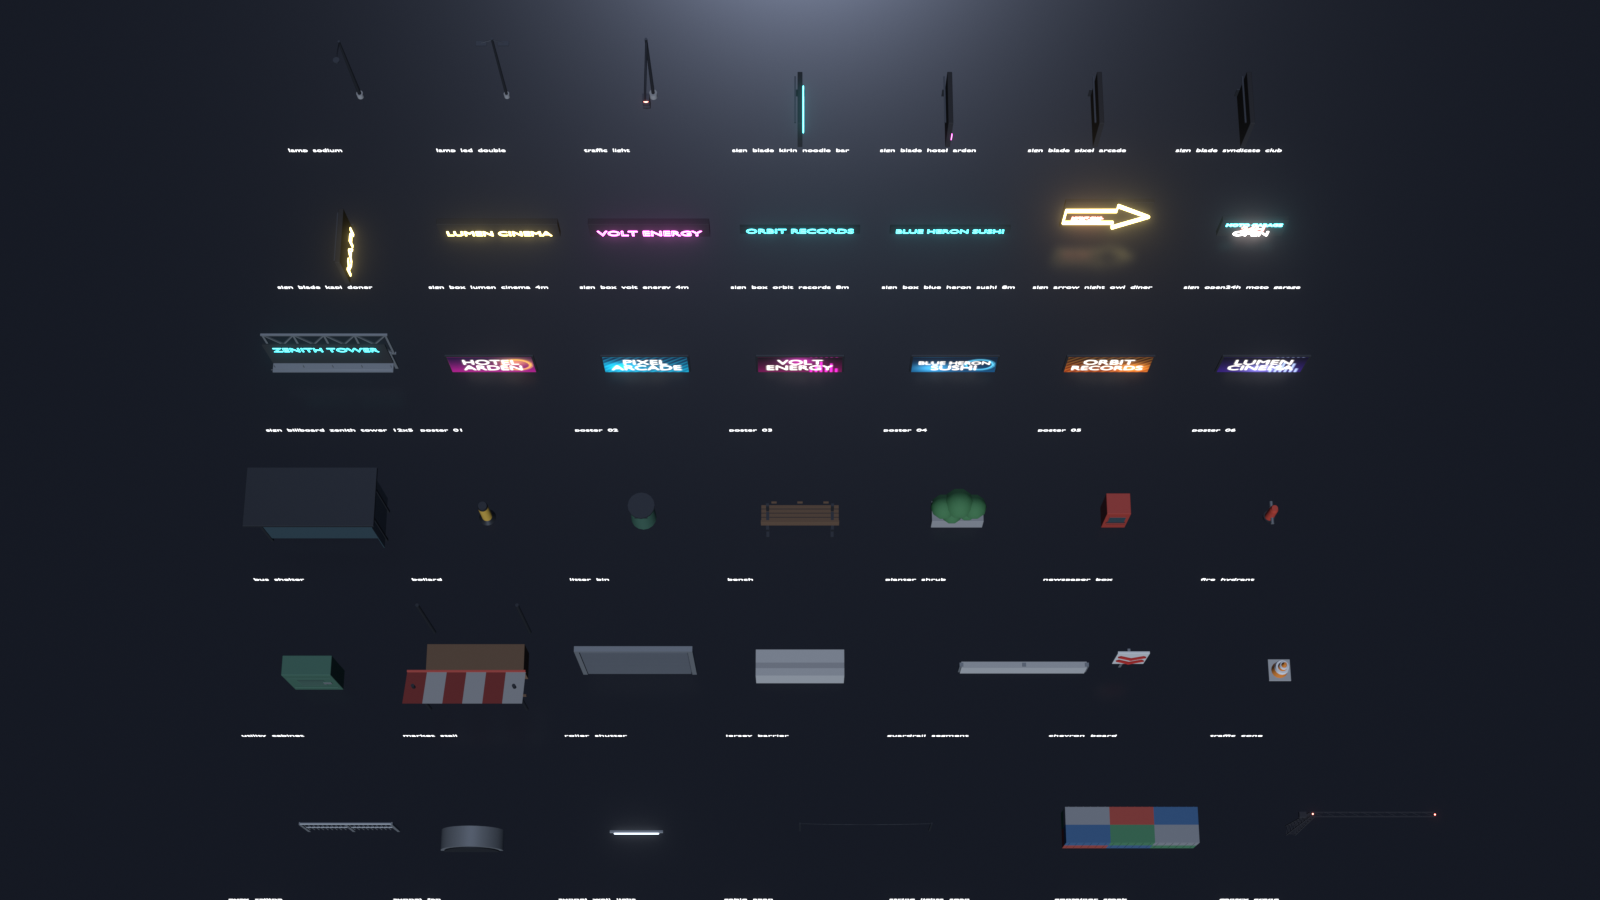 lamp sodium
lamp led double
traffic light
sign blade kirin noodle bar
sign blade hotel arden
sign blade pixel arcade
sign blade syndicate club
LUMEN CINEMA
VOLT ENERGY
ORBIT RECORDS
BLUE HERON SUSHI
OPEN
sign blade kapi doner
sign box lumen cinema 4m
sign box volt energy 4m
sign box orbit records 6m
sign box blue heron sushi 6m
sign arrow night owl diner
sign open24h moto garage
ZENITH TOWER
HOTEL ARDEN
PIXEL ARCADE
VOLT ENERGY
BLUE HERON SUSHI
ORBIT RECORDS
LUMEN CINEMA
sign billboard zenith tower 12x5
poster 01
poster 02
poster 03
poster 04
poster 05
poster 06
bus shelter
bollard
litter bin
bench
planter shrub
newspaper box
fire hydrant
utility cabinet
market stall
roller shutter
jersey barrier
guardrail segment
chevron board
traffic cone